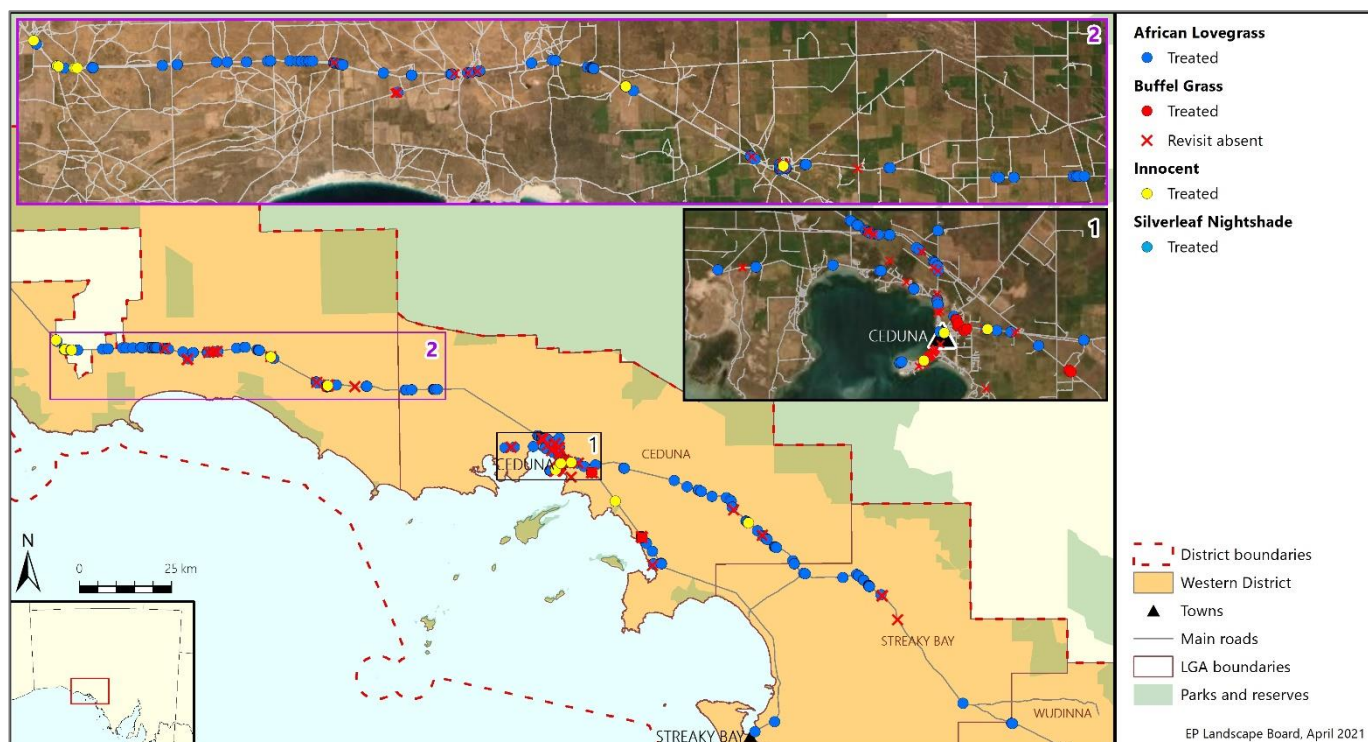 2
1
CEDUNA
2
1
CEDUNA
CEDUNA
STREAKY BAY
WUDINNA
STREAKY BAY
N
0
25 km
African Lovegrass
Treated
Buffel Grass
Treated
Revisit absent
Innocent
Treated
Silverleaf Nightshade
Treated
District boundaries
Western District
Towns
Main roads
LGA boundaries
Parks and reserves
EP Landscape Board, April 2021